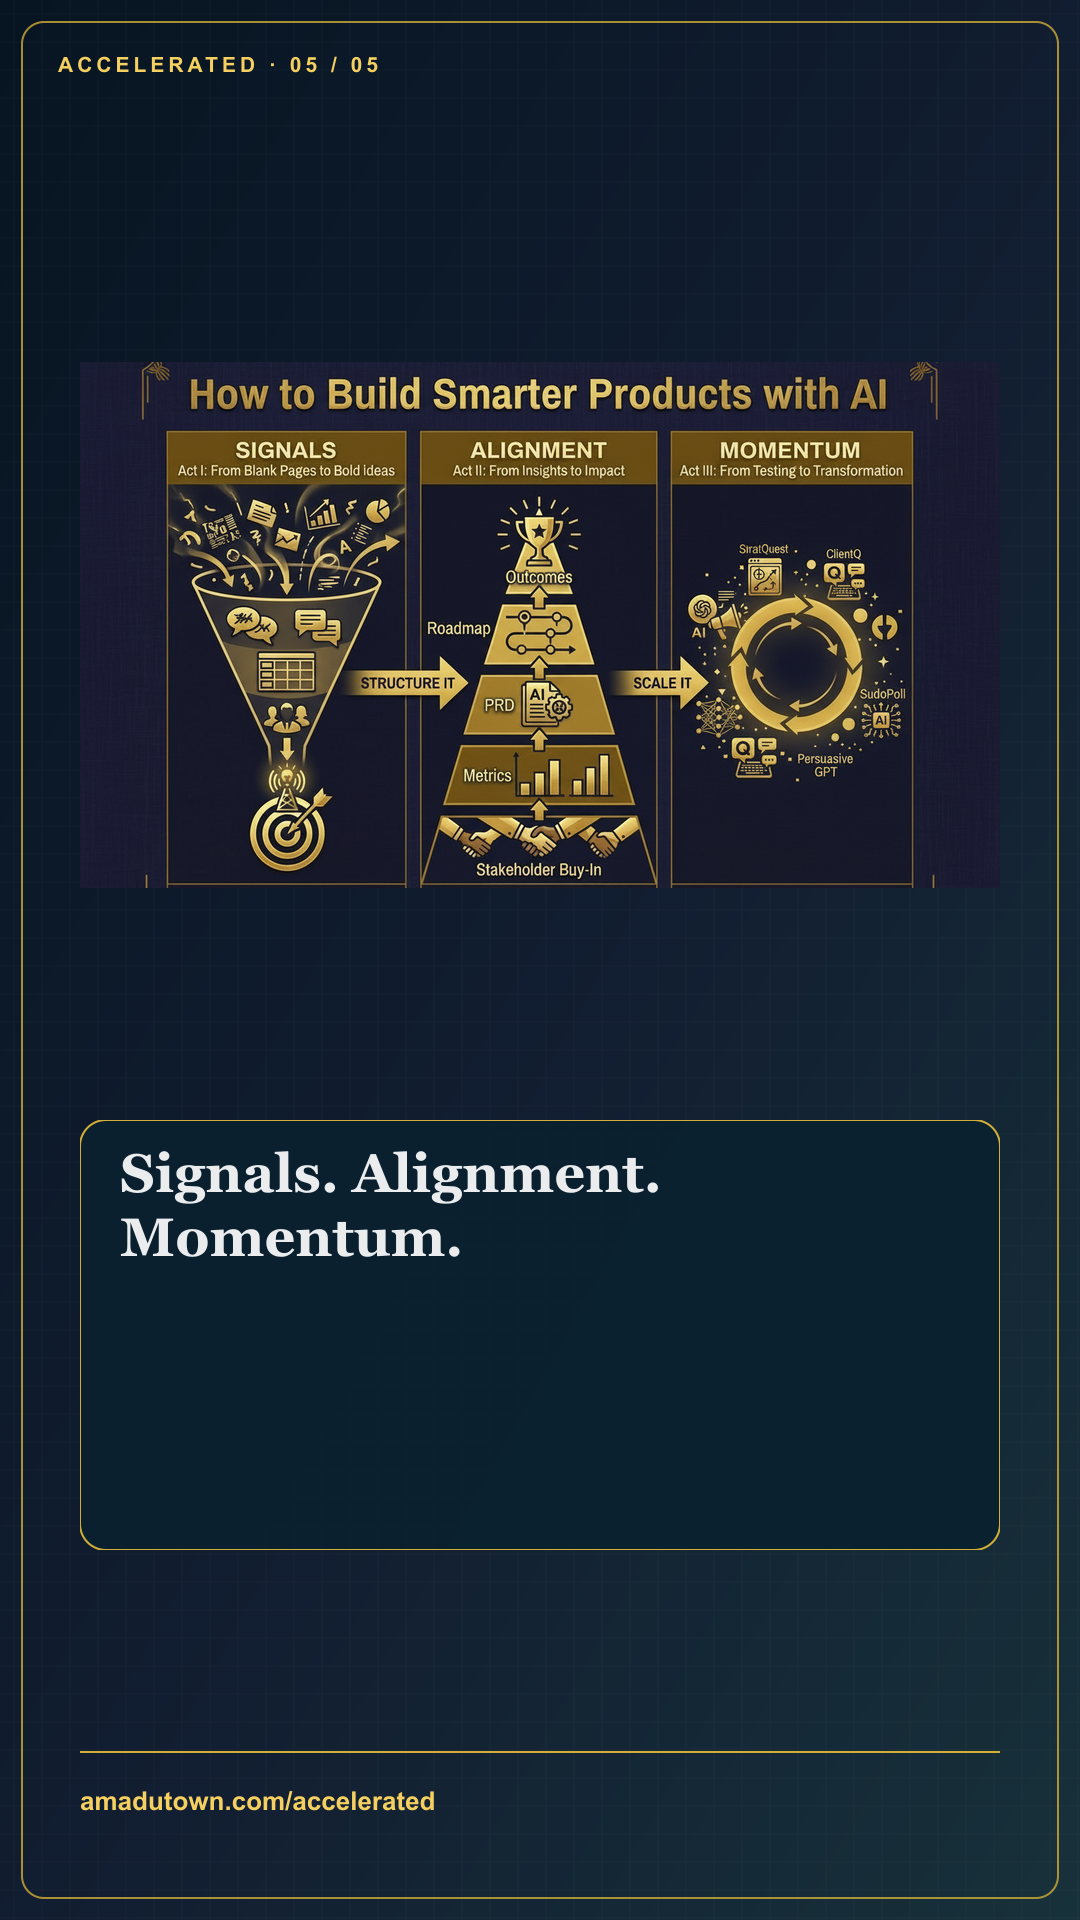 ACCELERATED · 05 / 05
How to Build Smarter Products with AI
SIGNALS
Act I: From Blank Pages to Bold Ideas
ALIGNMENT
Act II: From Insights to Impact
MOMENTUM
Act III: From Testing to Transformation
Outcomes
Roadmap
STRUCTURE IT
PRD
AI
Metrics
Stakeholder Buy-In
SCALE IT
StratQuest
ClientQ
Q
AI
SudoPoll
AI
Q
Persuasive
GPT
Signals. Alignment.
Momentum.
amadutown.com/accelerated